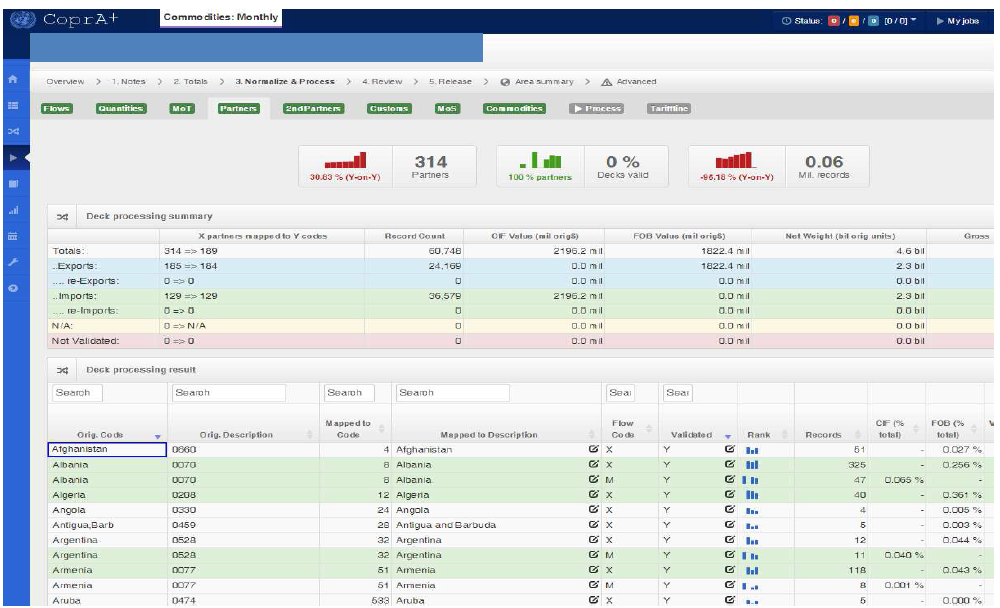 CoprA+ Commodities: Monthly Status: 0 / 0 / 0 [0 / 0] My jobs
Overview > 1. Notes > 2. Totals > 3. Normalize & Process > 4. Review > 5. Release > Area summary > Advanced
Flows Quantities MoT Partners 2ndPartners Customs MoS Commodities Process Tariffline
30.83 % (Y-on-Y) 314 Partners 100 % partners 0 % Decks valid -96.18 % (Y-on-Y) 0.06 Mil. records
Deck processing summary
X partners mapped to Y codes Record Count CIF Value (mil orig$) FOB Value (mil orig$) Net Weight (bil orig units) Gross
Totals: 314 => 189 60,748 2196.2 mil 1822.4 mil 4.6 bil
..Exports: 185 => 184 24,169 0.0 mil 1822.4 mil 2.3 bil
.... re-Exports: 0 => 0 0 0.0 mil 0.0 mil 0.0 bil
..Imports: 129 => 129 36,579 2196.2 mil 0.0 mil 2.3 bil
.... re-Imports: 0 => 0 0 0.0 mil 0.0 mil 0.0 bil
N/A: 0 => N/A 0 0.0 mil 0.0 mil 0.0 bil
Not Validated: 0 => 0 0 0.0 mil 0.0 mil 0.0 bil
Deck processing result
Search Search Search Search Sear Sear
Orig. Code Orig. Description Mapped to Code Mapped to Description Flow Code Validated Rank Records CIF (% total) FOB (% total) V
Afghanistan 0660 4 Afghanistan X Y 51 - 0.027 %
Albania 0070 8 Albania X Y 325 - 0.256 %
Albania 0070 8 Albania M Y 47 0.065 % -
Algeria 0208 12 Algeria X Y 40 - 0.361 %
Angola 0330 24 Angola X Y 4 - 0.005 %
Antigua,Barb 0459 28 Antigua and Barbuda X Y 5 - 0.003 %
Argentina 0528 32 Argentina X Y 12 - 0.044 %
Argentina 0528 32 Argentina M Y 11 0.040 % -
Armenia 0077 51 Armenia X Y 118 - 0.043 %
Armenia 0077 51 Armenia M Y 8 0.001 % -
Aruba 0474 533 Aruba X Y 5 - 0.000 %